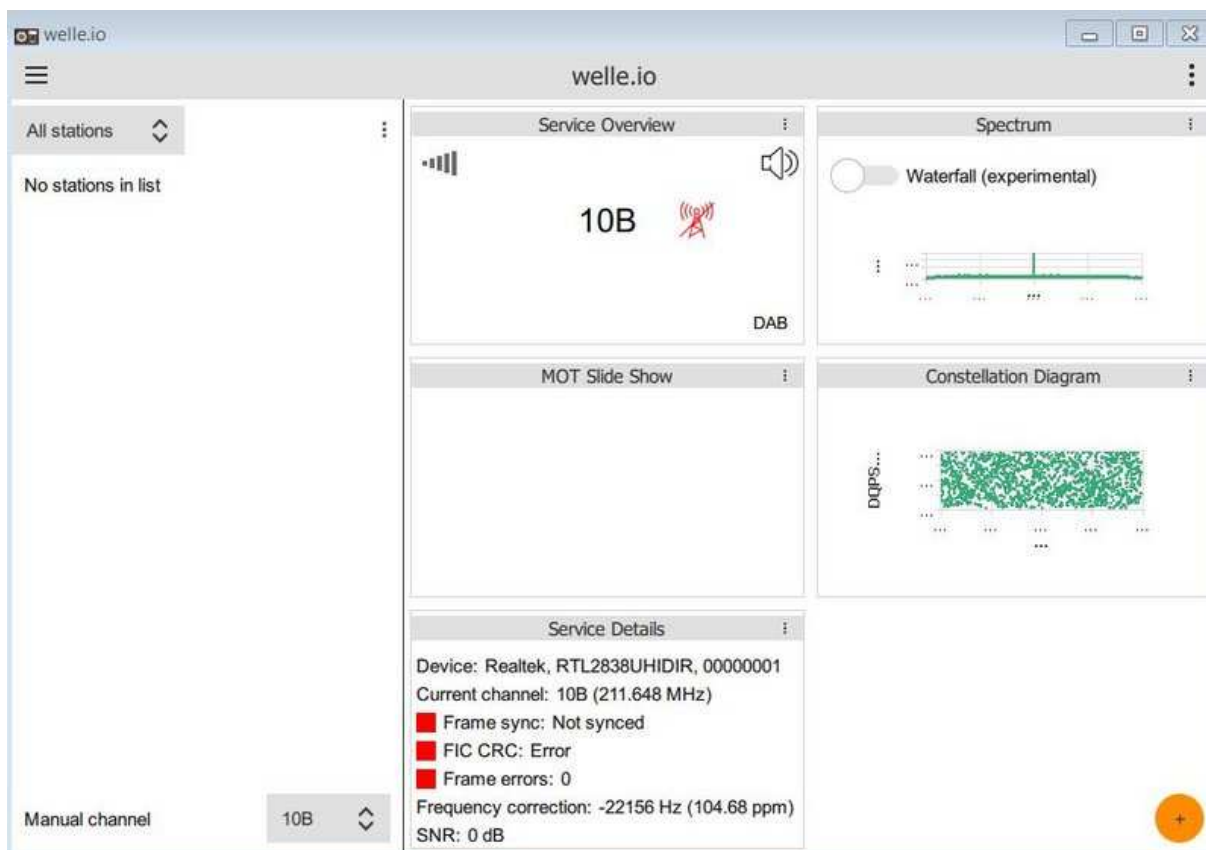 welle.io
welle.io
All stations
No stations in list
Manual channel
10B
Service Overview
10B
DAB
MOT Slide Show
Service Details
Device: Realtek, RTL2838UHIDIR, 00000001
Current channel: 10B (211.648 MHz)
Frame sync: Not synced
FIC CRC: Error
Frame errors: 0
Frequency correction: -22156 Hz (104.68 ppm)
SNR: 0 dB
Spectrum
Waterfall (experimental)
...
...
... ... ... ... ...
Constellation Diagram
DQPS...
...
...
...
... ... ... ... ...
...
+